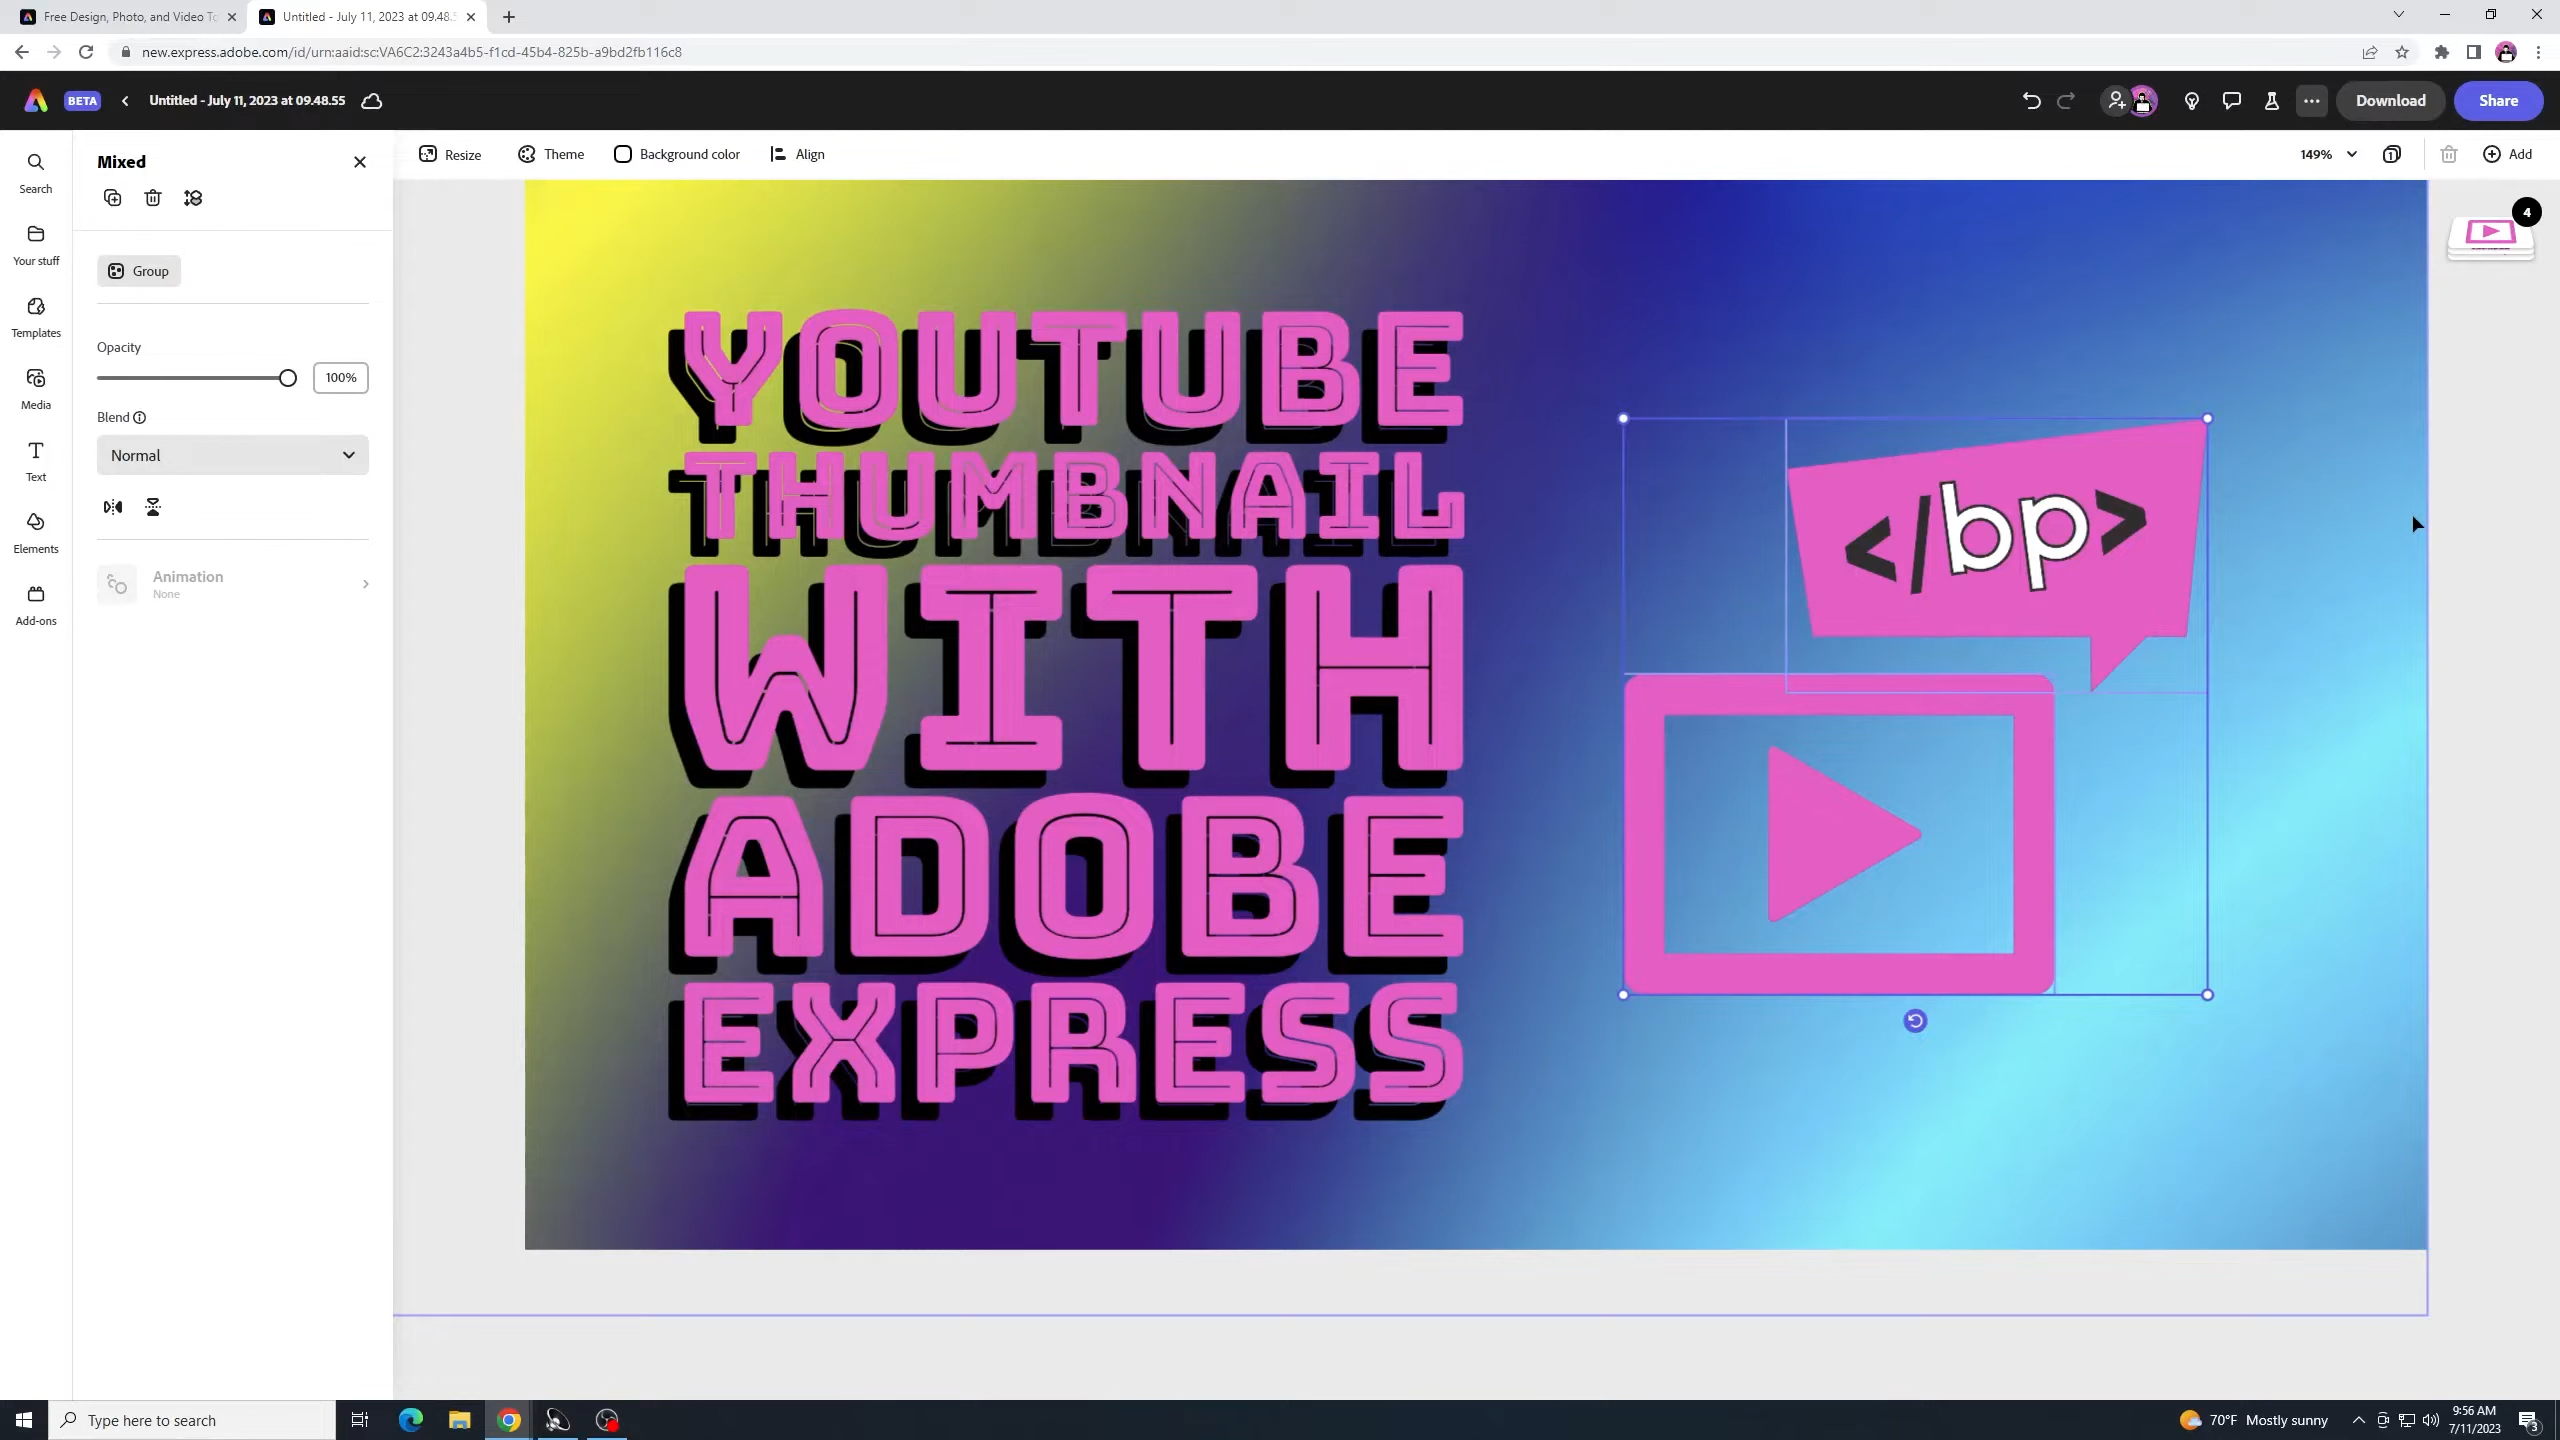 Free Design, Photo, and Video To
Untitled - July 11, 2023 at 09.48.5
new.express.adobe.com/id/urn:aaid:sc:VA6C2:3243a4b5-f1cd-45b4-825b-a9bd2fb116c8
BETA
Untitled - July 11, 2023 at 09.48.55
Download
Share
Search
Your stuff
Templates
Media
Text
Elements
Add-ons
Mixed
Group
Opacity
100%
Blend
Normal
Animation
None
Resize
Theme
Background color
Align
149%
1
Add
4
YOUTUBE
THUMBNAIL
WITH
ADOBE
EXPRESS
</bp>
Type here to search
70°F Mostly sunny
9:56 AM
7/11/2023
3